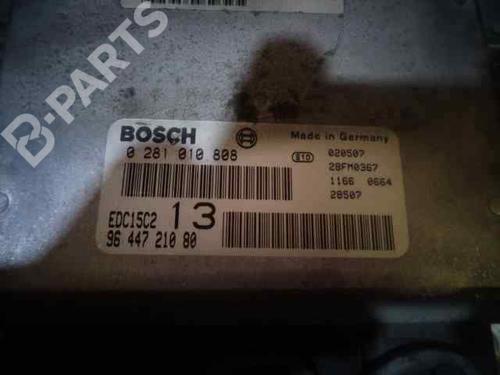 B-PARTS
BOSCH Made in Germany
0 281 010 808 e10 020507
28FM0367
1166 0664
28507
EDC15C2 13
96 447 210 80